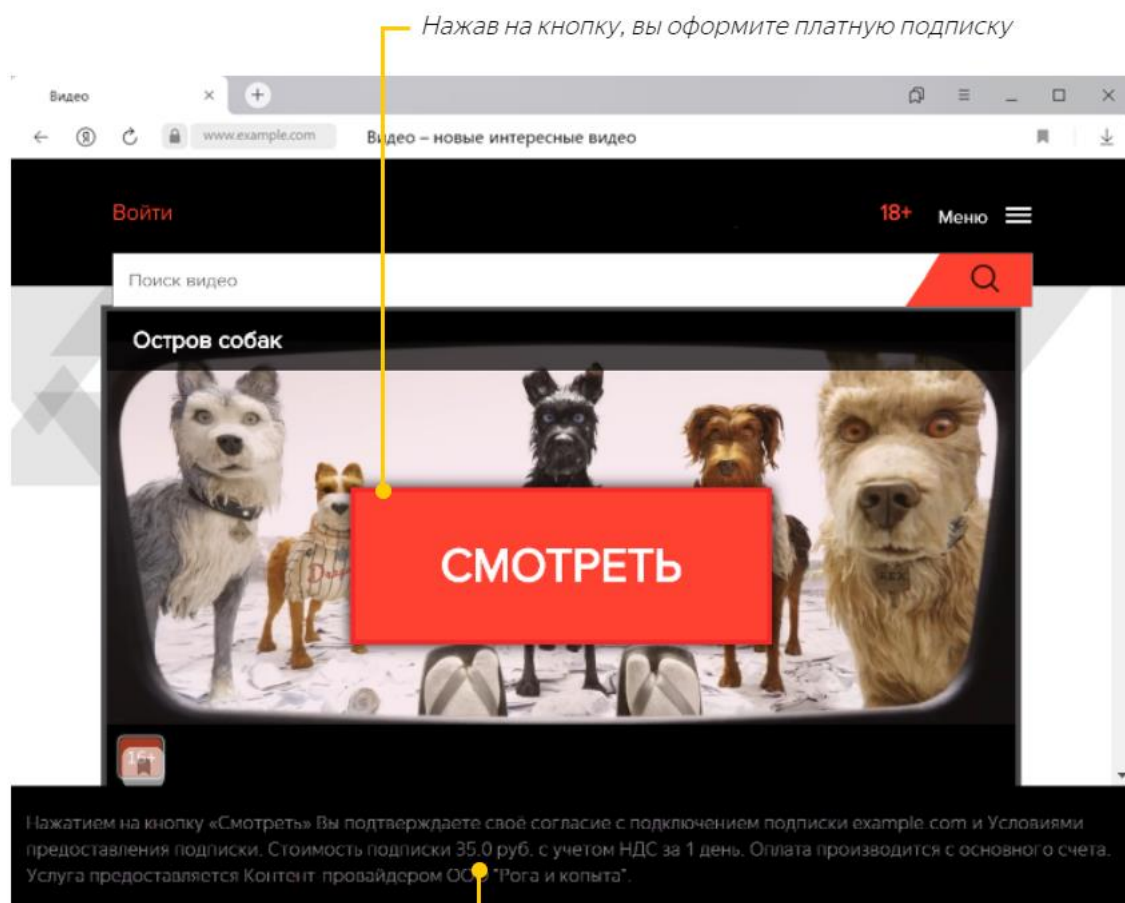 Нажав на кнопку, вы оформите платную подписку
Видео
www.example.com Видео – новые интересные видео
Войти 18+ Меню
Поиск видео
Остров собак
СМОТРЕТЬ
16+
Нажатием на кнопку «Смотреть» Вы подтверждаете своё согласие с подключением подписки example.com и Условиями
предоставления подписки. Стоимость подписки 35.0 руб. с учетом НДС за 1 день. Оплата производится с основного счета.
Услуга предоставляется Контент-провайдером ООО "Рога и копыта".